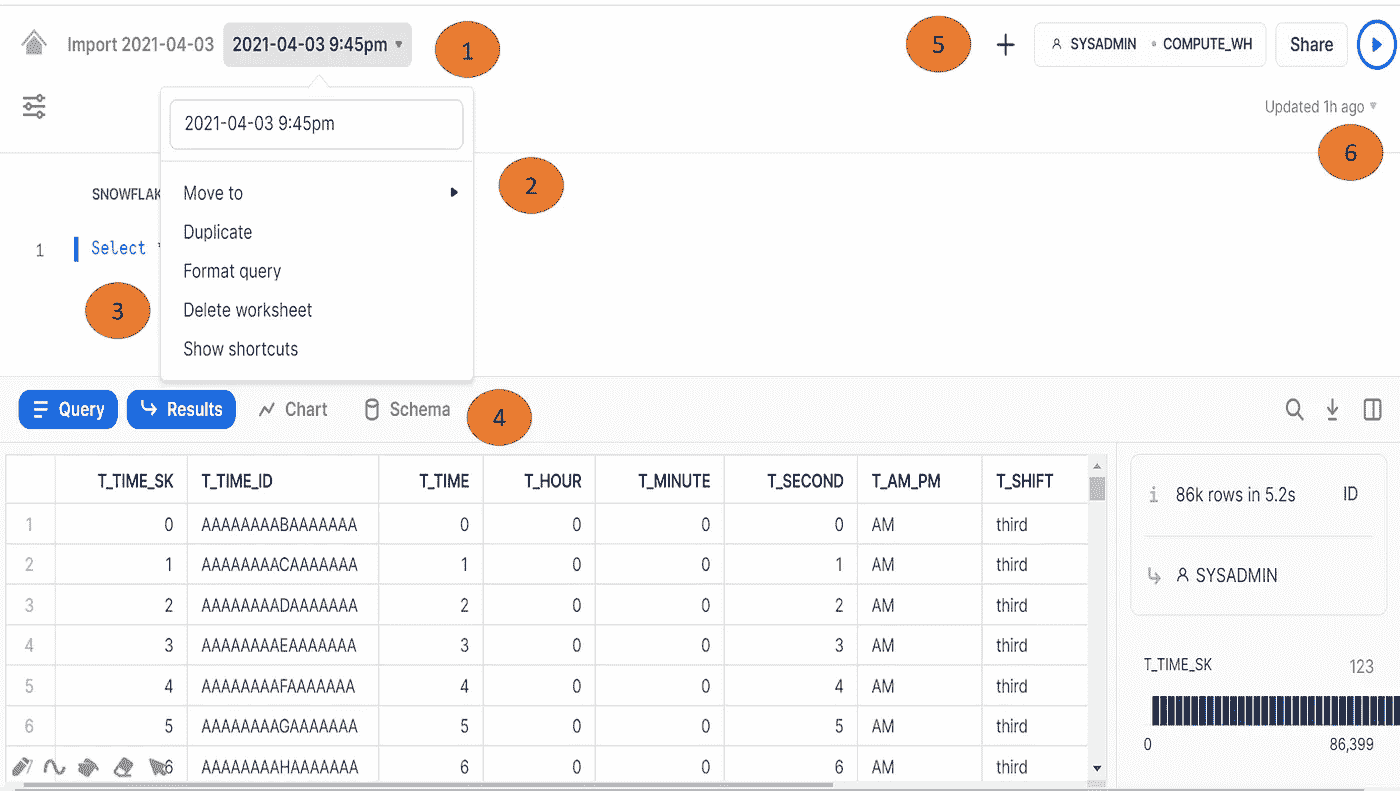 Import 2021-04-03 2021-04-03 9:45pm 1 5 SYSADMIN COMPUTE_WH Share
Updated 1h ago
2021-04-03 9:45pm
6
2
Move to
SNOWFLAK
Duplicate
1 Select
Format query
3
Delete worksheet
Show shortcuts
Query Results Chart Schema 4
T_TIME_SK T_TIME_ID T_TIME T_HOUR T_MINUTE T_SECOND T_AM_PM T_SHIFT
1 0 AAAAAAAABAAAAAAA 0 0 0 0 AM third
2 1 AAAAAAAACAAAAAAA 1 0 0 1 AM third
3 2 AAAAAAAADAAAAAAA 2 0 0 2 AM third
4 3 AAAAAAAAEAAAAAAA 3 0 0 3 AM third
5 4 AAAAAAAAFAAAAAAA 4 0 0 4 AM third
6 5 AAAAAAAAGAAAAAAA 5 0 0 5 AM third
6 AAAAAAAAHAAAAAAA 6 0 0 6 AM third
86k rows in 5.2s ID
SYSADMIN
T_TIME_SK 123
0 86,399